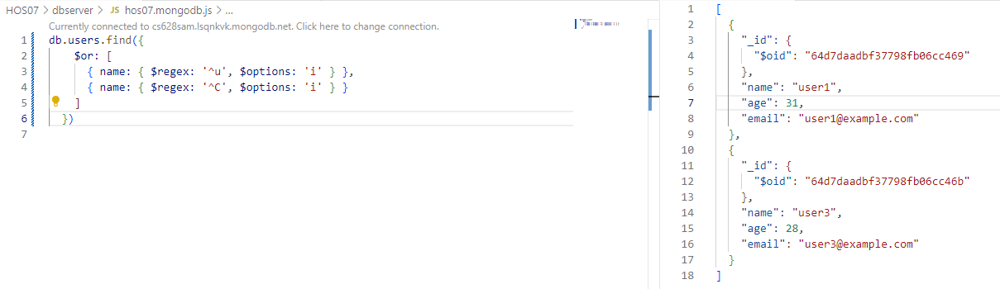 HOS07 > dbserver > JS hos07.mongodb.js > ...
Currently connected to cs628sam.lsqnkvk.mongodb.net. Click here to change connection.
1 db.users.find({
2 $or: [
3 { name: { $regex: '^u', $options: 'i' } },
4 { name: { $regex: '^C', $options: 'i' } }
5 ]
6 })
7
1 [
2 {
3 "_id": {
4 "$oid": "64d7daadbf37798fb06cc469"
5 },
6 "name": "user1",
7 "age": 31,
8 "email": "user1@example.com"
9 },
10 {
11 "_id": {
12 "$oid": "64d7daadbf37798fb06cc46b"
13 },
14 "name": "user3",
15 "age": 28,
16 "email": "user3@example.com"
17 }
18 ]